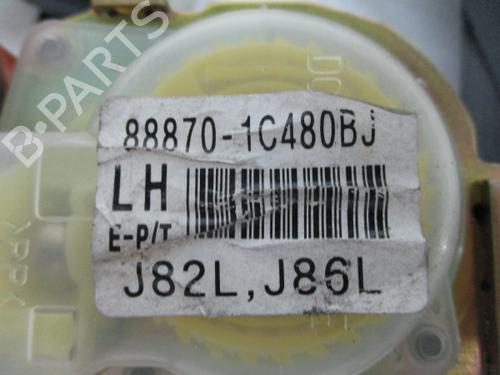 B-PARTS
88870-1C480BJ
LH
E-P/T
J82L, J86L